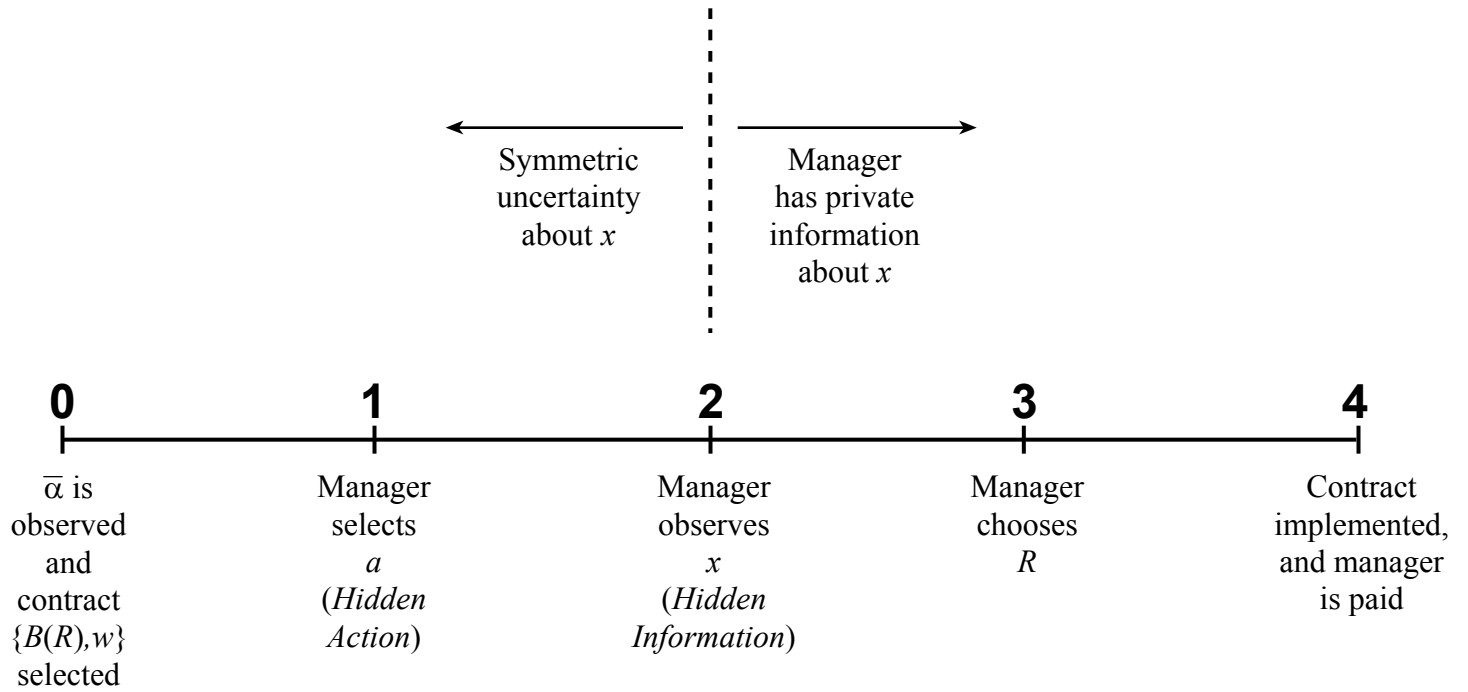 Symmetric
uncertainty
about x
Manager
has private
information
about x
0
1
2
3
4
α̅ is
observed
and
contract
{B(R),w}
selected
Manager
selects
a
(Hidden
Action)
Manager
observes
x
(Hidden
Information)
Manager
chooses
R
Contract
implemented,
and manager
is paid